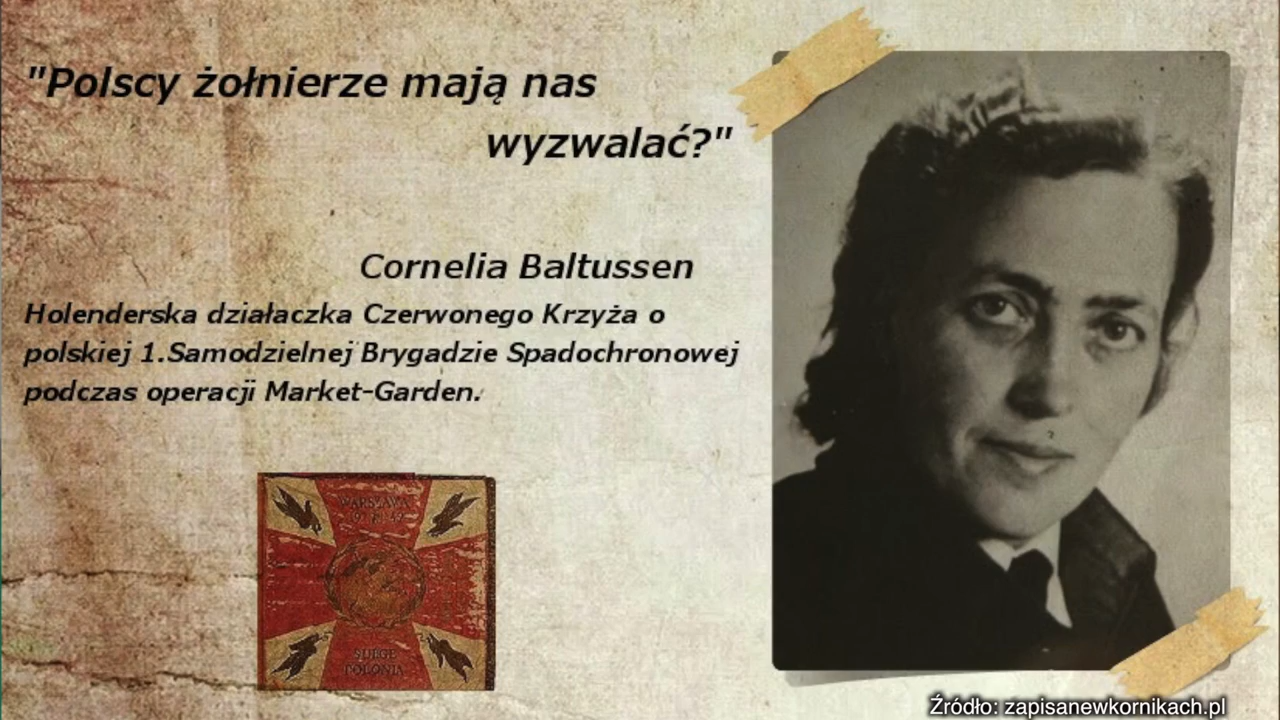 "Polscy żołnierze mają nas
wyzwalać?"
Cornelia Baltussen
Holenderska działaczka Czerwonego Krzyża o
polskiej 1.Samodzielnej Brygadzie Spadochronowej
podczas operacji Market-Garden.
WARSZAWA
SURGE
POLONIA
Źródło: zapisanewkornikach.pl